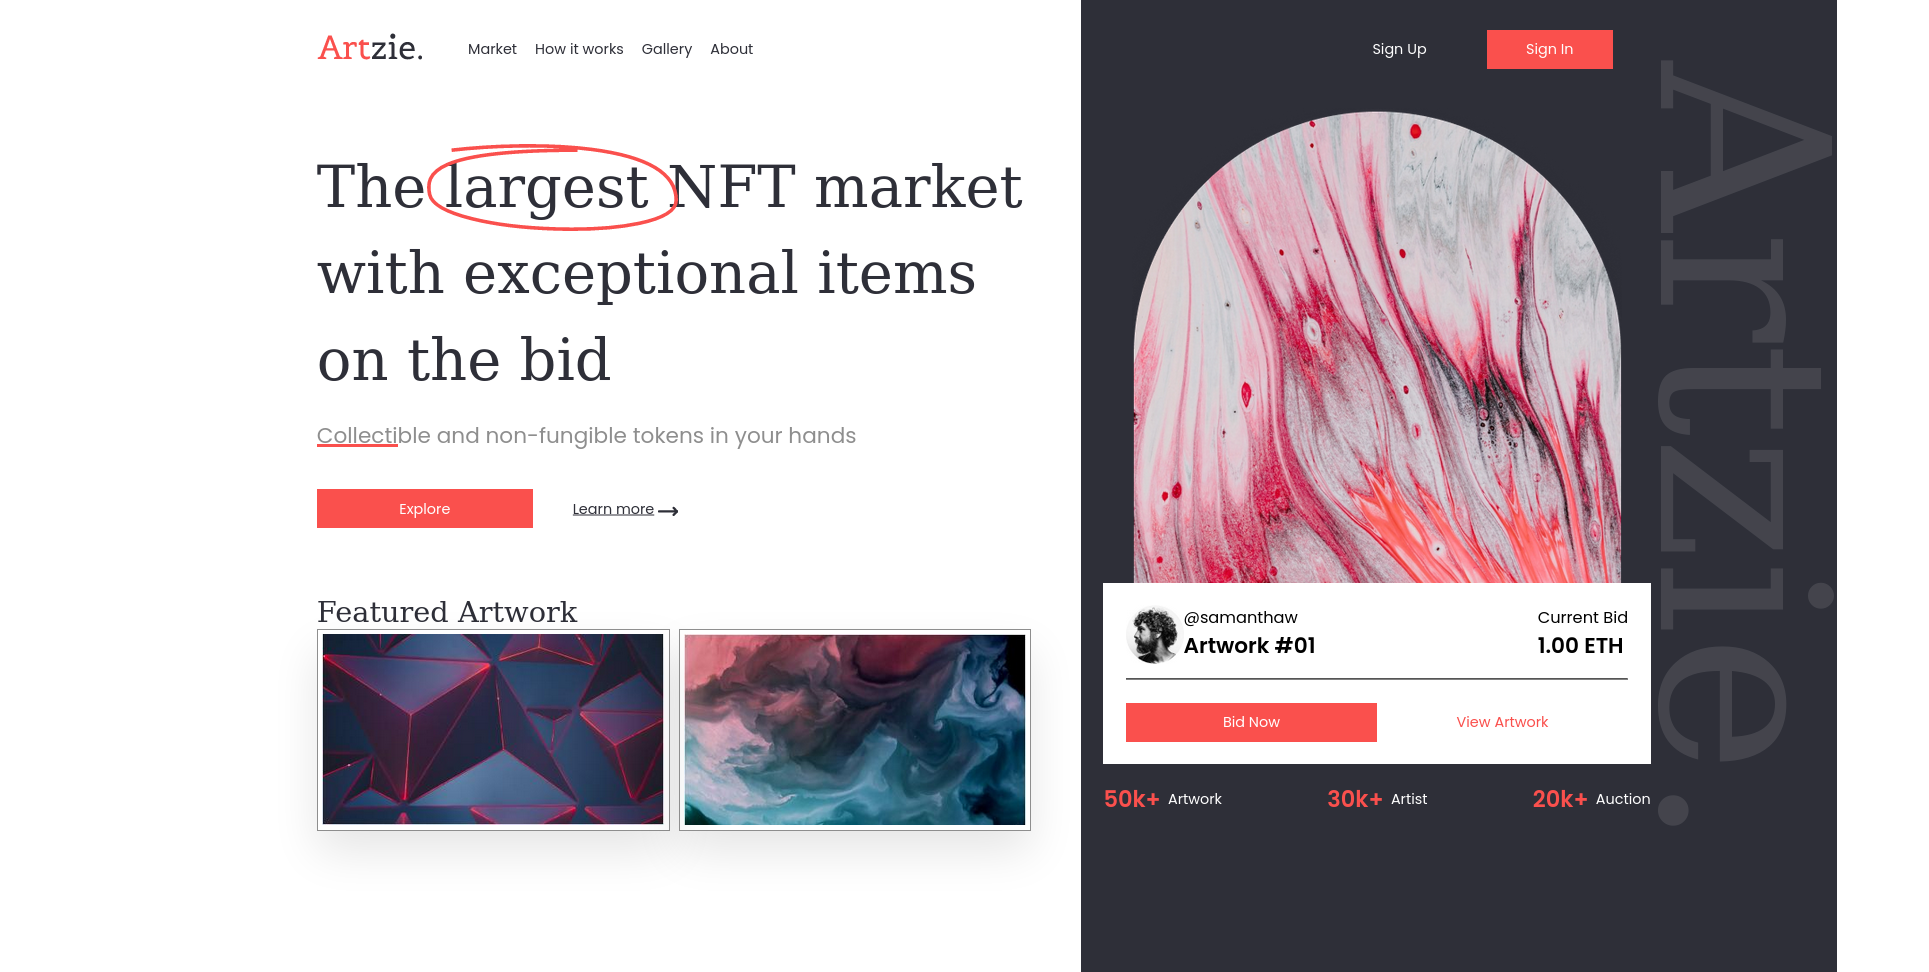 Artzie.
Market How it works Gallery About
Sign Up
Sign In
The largest NFT market
with exceptional items
on the bid
Collectible and non-fungible tokens in your hands
Explore
Learn more
Featured Artwork
Artzie.
@samanthaw
Artwork #01
Current Bid
1.00 ETH
Bid Now
View Artwork
50k+ Artwork
30k+ Artist
20k+ Auction